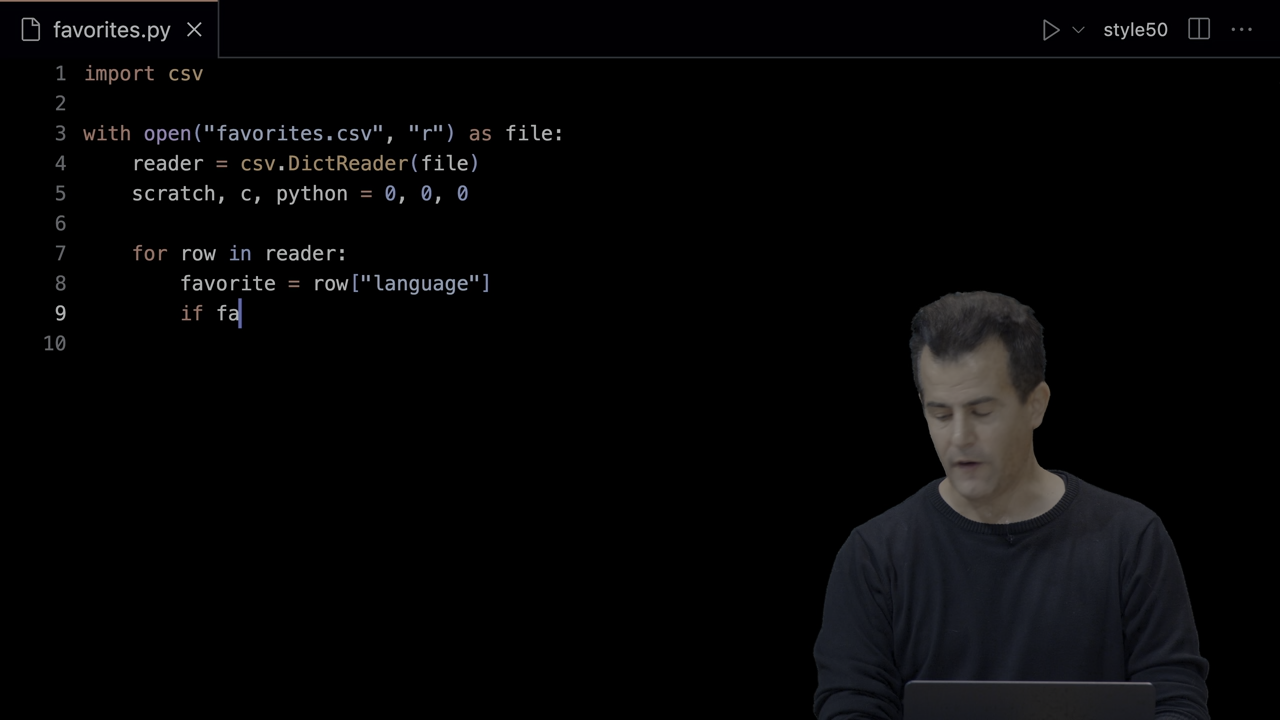 favorites.py
style50
1 import csv
2
3 with open("favorites.csv", "r") as file:
4     reader = csv.DictReader(file)
5     scratch, c, python = 0, 0, 0
6
7     for row in reader:
8         favorite = row["language"]
9         if fa
10